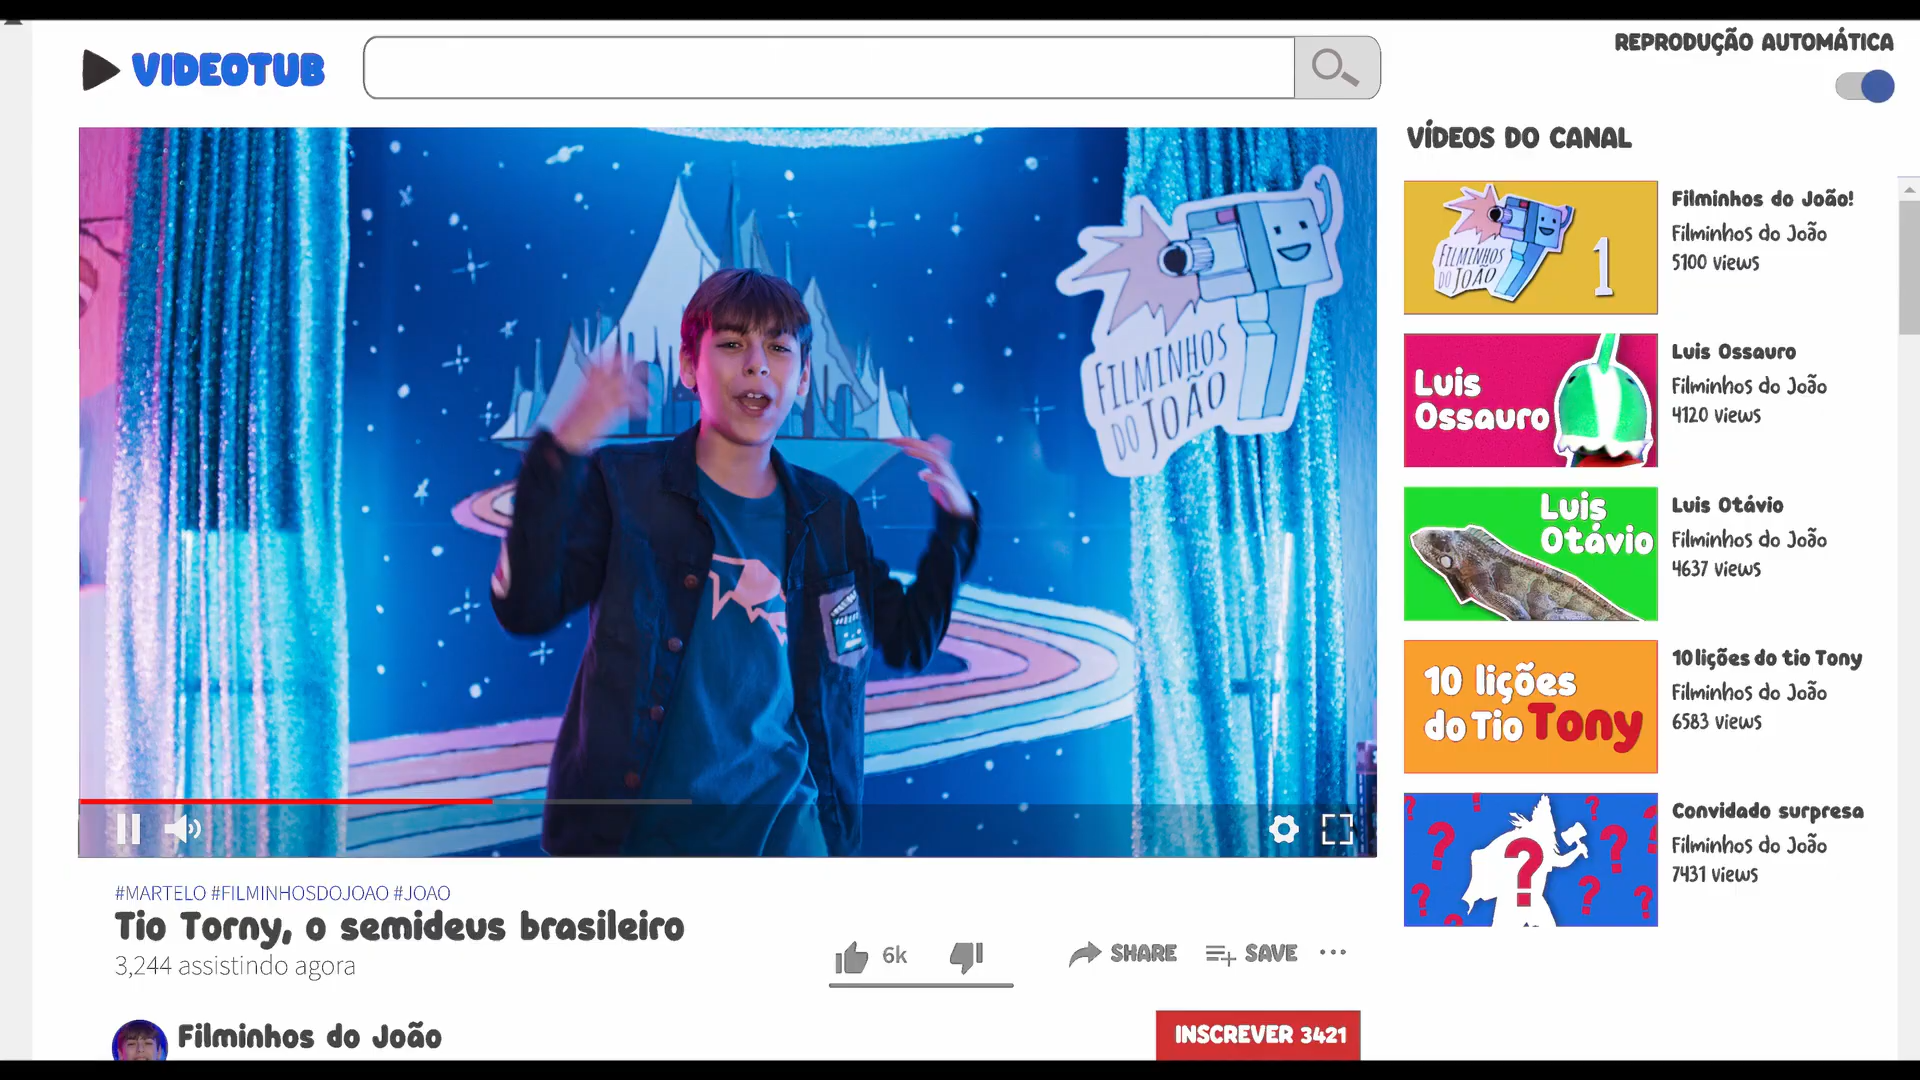 VIDEOTUB
REPRODUÇÃO AUTOMÁTICA
FILMINHOS
DO JOÃO
#MARTELO #FILMINHOSDOJOAO #JOAO
Tio Torny, o semideus brasileiro
3,244 assistindo agora
6k
SHARE
SAVE
Filminhos do João
INSCREVER 3421
VÍDEOS DO CANAL
FILMINHOS
DO JOÃO
1
Filminhos do João!
Filminhos do João
5100 views
Luis
Ossauro
Luis Ossauro
Filminhos do João
4120 views
Luis
Otávio
Luis Otávio
Filminhos do João
4637 views
10 lições
do Tio Tony
10 lições do tio Tony
Filminhos do João
6583 views
? ? ? ? ? ? ? ? ? ?
Convidado surpresa
Filminhos do João
7431 views